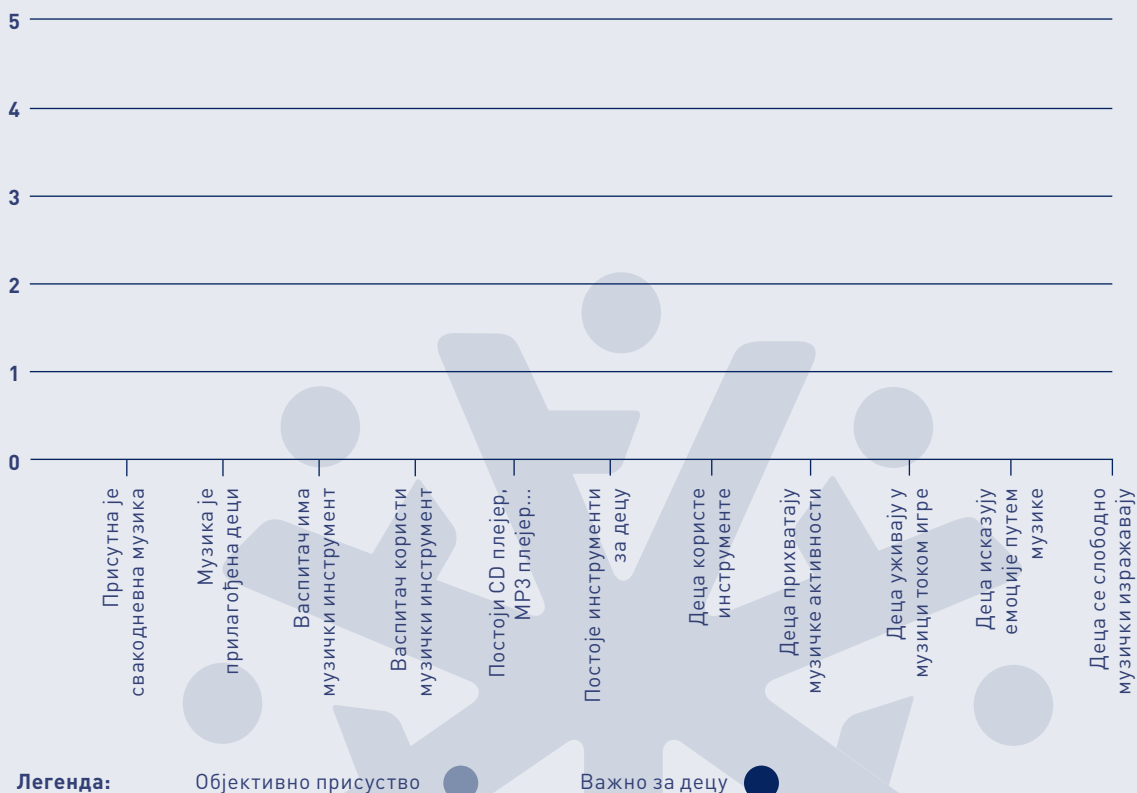 5
4
3
2
1
0
Присутна је
свакодневна музика
Музика је
прилагођена деци
Васпитач има
музички инструмент
Васпитач користи
музички инструмент
Постоји CD плејер,
MP3 плејер...
Постоје инструменти
за децу
Деца користе
инструменте
Деца прихватају
музичке активности
Деца уживају у
музици током игре
Деца исказују
емоције путем
музике
Деца се слободно
музички изражавају
Легенда: Објективно присуство Важно за децу